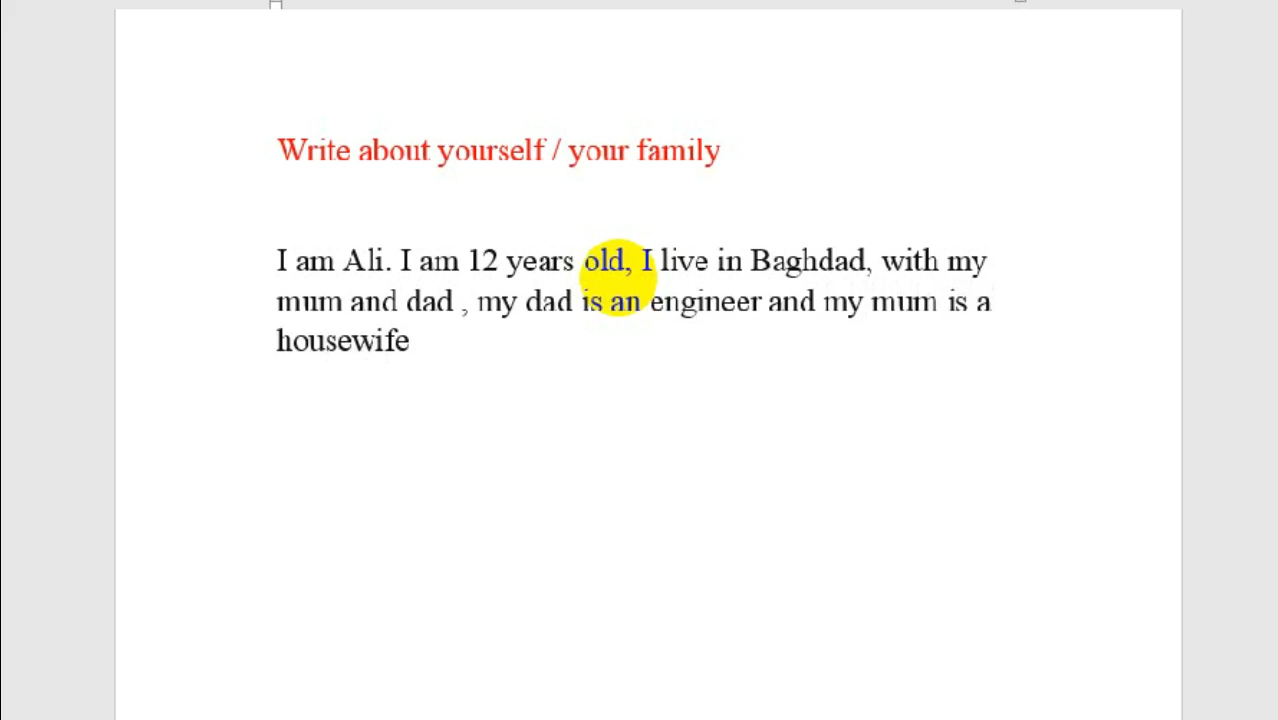 Write about yourself / your family
I am Ali. I am 12 years old, I live in Baghdad, with my
mum and dad , my dad is an engineer and my mum is a
housewife